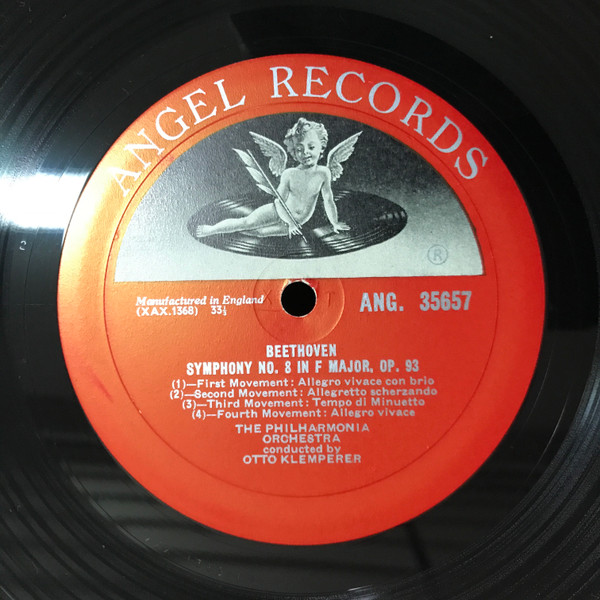 ANGEL RECORDS
®
Manufactured in England
(XAX.1368) 33⅓
ANG. 35657
BEETHOVEN
SYMPHONY NO. 8 IN F MAJOR, OP. 93
(1)—First Movement: Allegro vivace con brio
(2)—Second Movement: Allegretto scherzando
(3)—Third Movement: Tempo di Minuetto
(4)—Fourth Movement: Allegro vivace
THE PHILHARMONIA
ORCHESTRA
conducted by
OTTO KLEMPERER